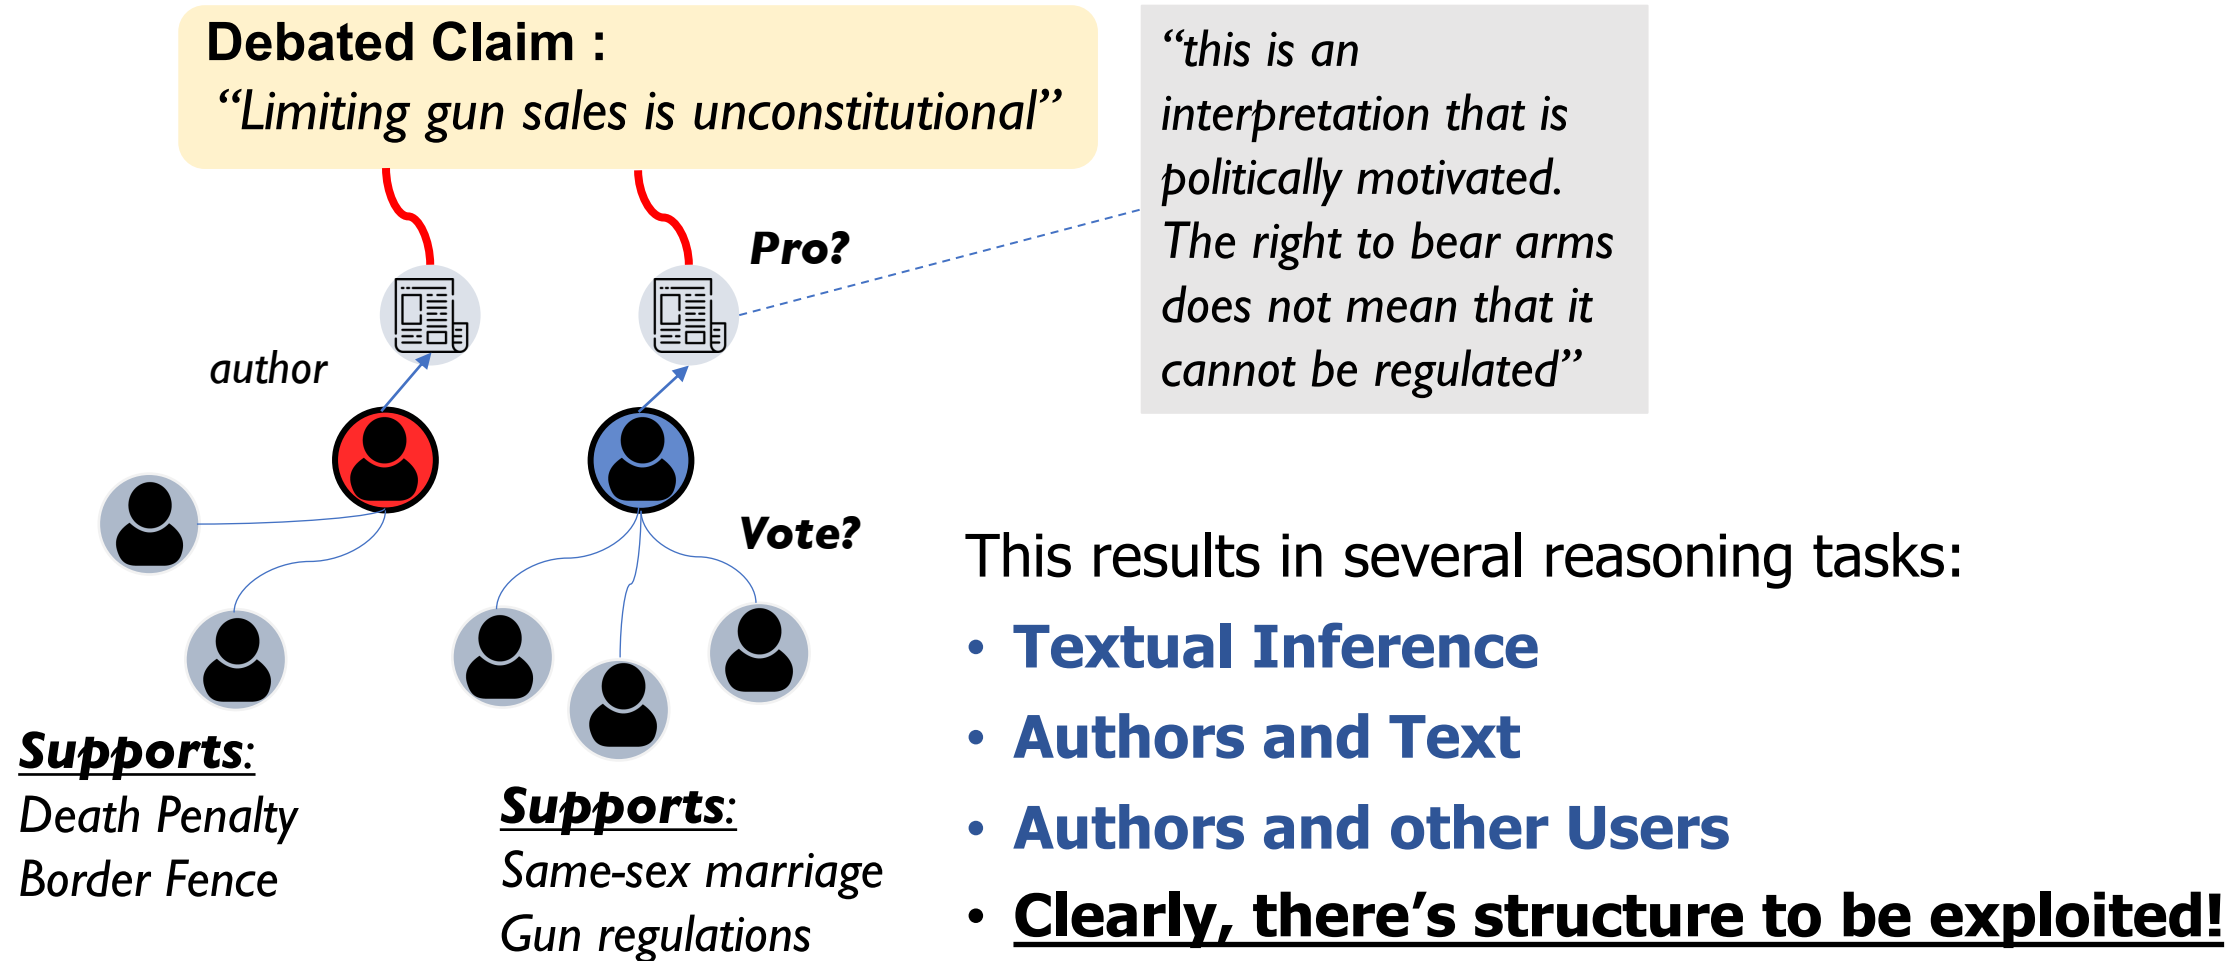 Debated Claim :
“Limiting gun sales is unconstitutional”
“this is an
interpretation that is
politically motivated.
The right to bear arms
does not mean that it
cannot be regulated”
Pro?
author
Vote?
Supports:
Death Penalty
Border Fence
Supports:
Same-sex marriage
Gun regulations
This results in several reasoning tasks:
• Textual Inference
• Authors and Text
• Authors and other Users
• Clearly, there’s structure to be exploited!